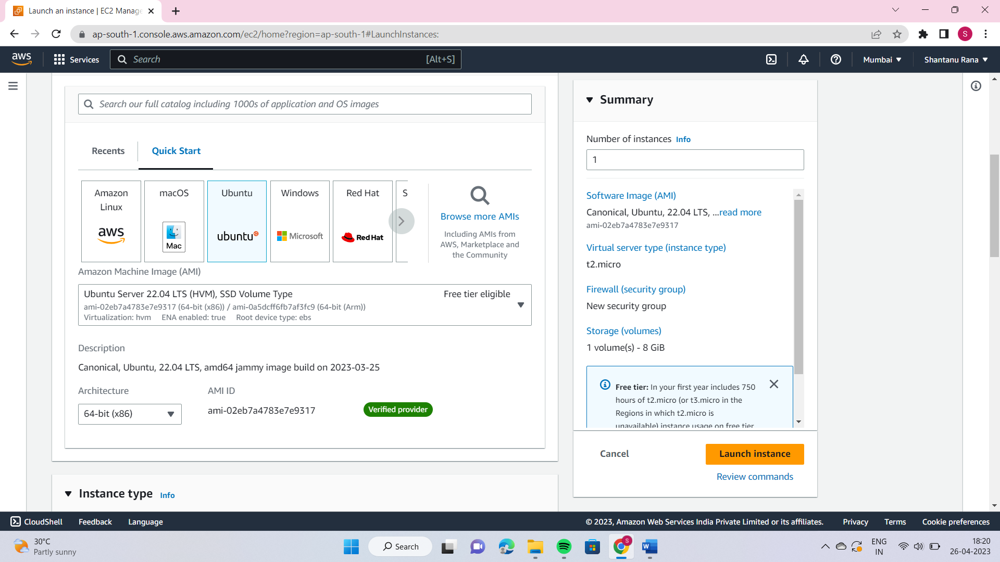 Launch an instance | EC2 Manage
ap-south-1.console.aws.amazon.com/ec2/home?region=ap-south-1#LaunchInstances:
S
aws
Services
Search
[Alt+S]
Mumbai
Shantanu Rana
Search our full catalog including 1000s of application and OS images
Recents
Quick Start
Amazon
Linux
aws
macOS
Mac
Ubuntu
ubuntu
Windows
Microsoft
Red Hat
Red Hat
S
Browse more AMIs
Including AMIs from
AWS, Marketplace and
the Community
Amazon Machine Image (AMI)
Ubuntu Server 22.04 LTS (HVM), SSD Volume Type
Free tier eligible
ami-02eb7a4783e7e9317 (64-bit (x86)) / ami-0a5dcff6fb7af3fc9 (64-bit (Arm))
Virtualization: hvm ENA enabled: true Root device type: ebs
Description
Canonical, Ubuntu, 22.04 LTS, amd64 jammy image build on 2023-03-25
Architecture
AMI ID
64-bit (x86)
ami-02eb7a4783e7e9317
Verified provider
Instance type Info
Summary
Number of instances Info
1
Software Image (AMI)
Canonical, Ubuntu, 22.04 LTS, ...read more
ami-02eb7a4783e7e9317
Virtual server type (instance type)
t2.micro
Firewall (security group)
New security group
Storage (volumes)
1 volume(s) - 8 GiB
Free tier: In your first year includes 750
hours of t2.micro (or t3.micro in the
Regions in which t2.micro is
unavailable) instance usage on free tier
Cancel
Launch instance
Review commands
CloudShell
Feedback
Language
© 2023, Amazon Web Services India Private Limited or its affiliates.
Privacy
Terms
Cookie preferences
30°C
Partly sunny
Search
S
W
ENG
IN
18:20
26-04-2023